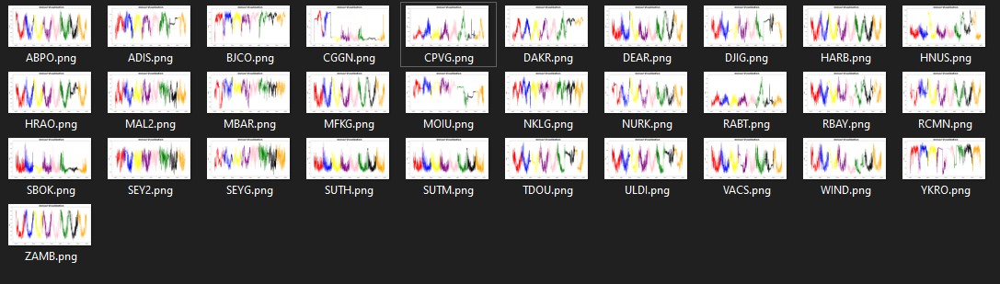 ABPO.png ADIS.png BJCO.png CGGN.png CPVG.png DAKR.png DEAR.png DJIG.png HARB.png HNUS.png
HRAO.png MAL2.png MBAR.png MFKG.png MOIU.png NKLG.png NURK.png RABT.png RBAY.png RCMN.png
SBOK.png SEY2.png SEYG.png SUTH.png SUTM.png TDOU.png ULDI.png VACS.png WIND.png YKRO.png
ZAMB.png